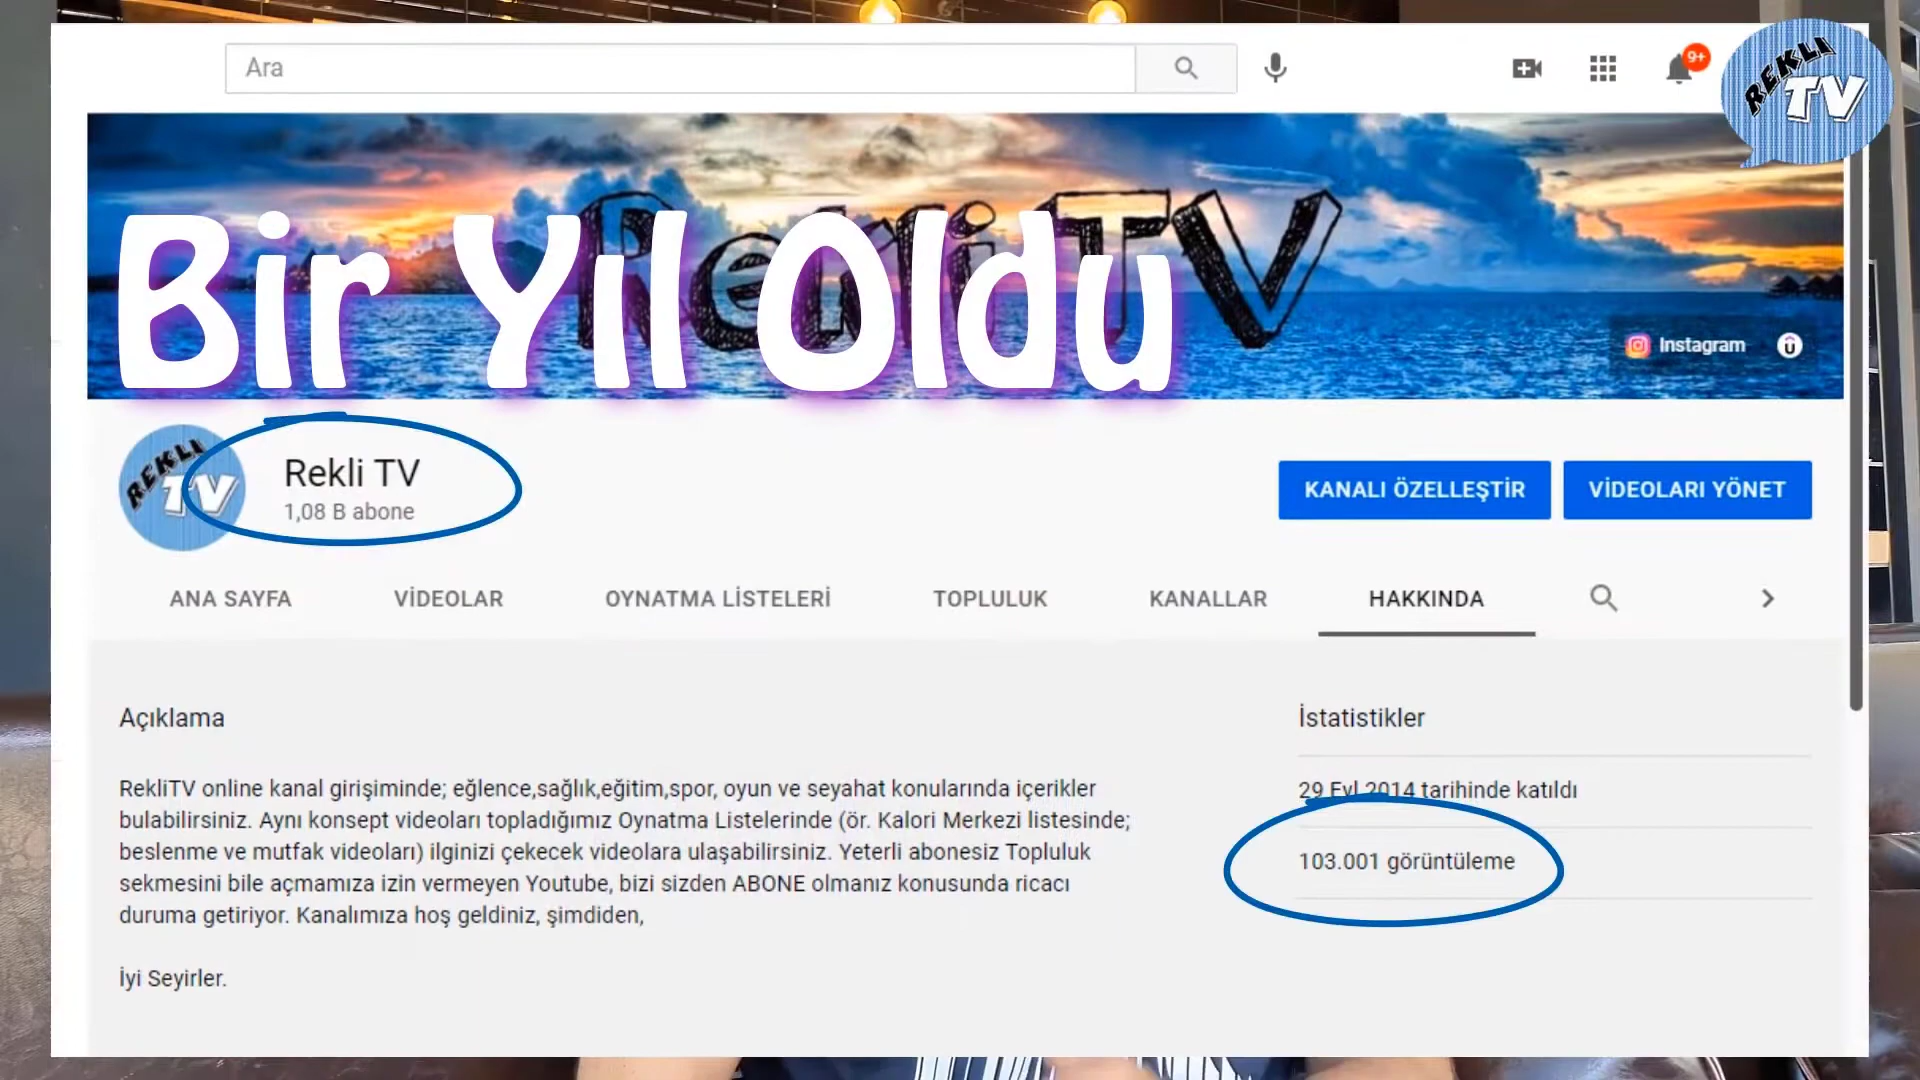 Ara
9+
REKLI
TV
Rekli TV
Bir Yıl Oldu
Instagram
REKLI
TV
Rekli TV
1,08 B abone
KANALI ÖZELLEŞTİR
VİDEOLARI YÖNET
ANA SAYFA
VİDEOLAR
OYNATMA LİSTELERİ
TOPLULUK
KANALLAR
HAKKINDA
Açıklama
RekliTV online kanal girişiminde; eğlence,sağlık,eğitim,spor, oyun ve seyahat konularında içerikler
bulabilirsiniz. Aynı konsept videoları topladığımız Oynatma Listelerinde (ör. Kalori Merkezi listesinde;
beslenme ve mutfak videoları) ilginizi çekecek videolara ulaşabilirsiniz. Yeterli abonesiz Topluluk
sekmesini bile açmamıza izin vermeyen Youtube, bizi sizden ABONE olmanız konusunda ricacı
duruma getiriyor. Kanalımıza hoş geldiniz, şimdiden,
İyi Seyirler.
İstatistikler
29 Eyl 2014 tarihinde katıldı
103.001 görüntüleme